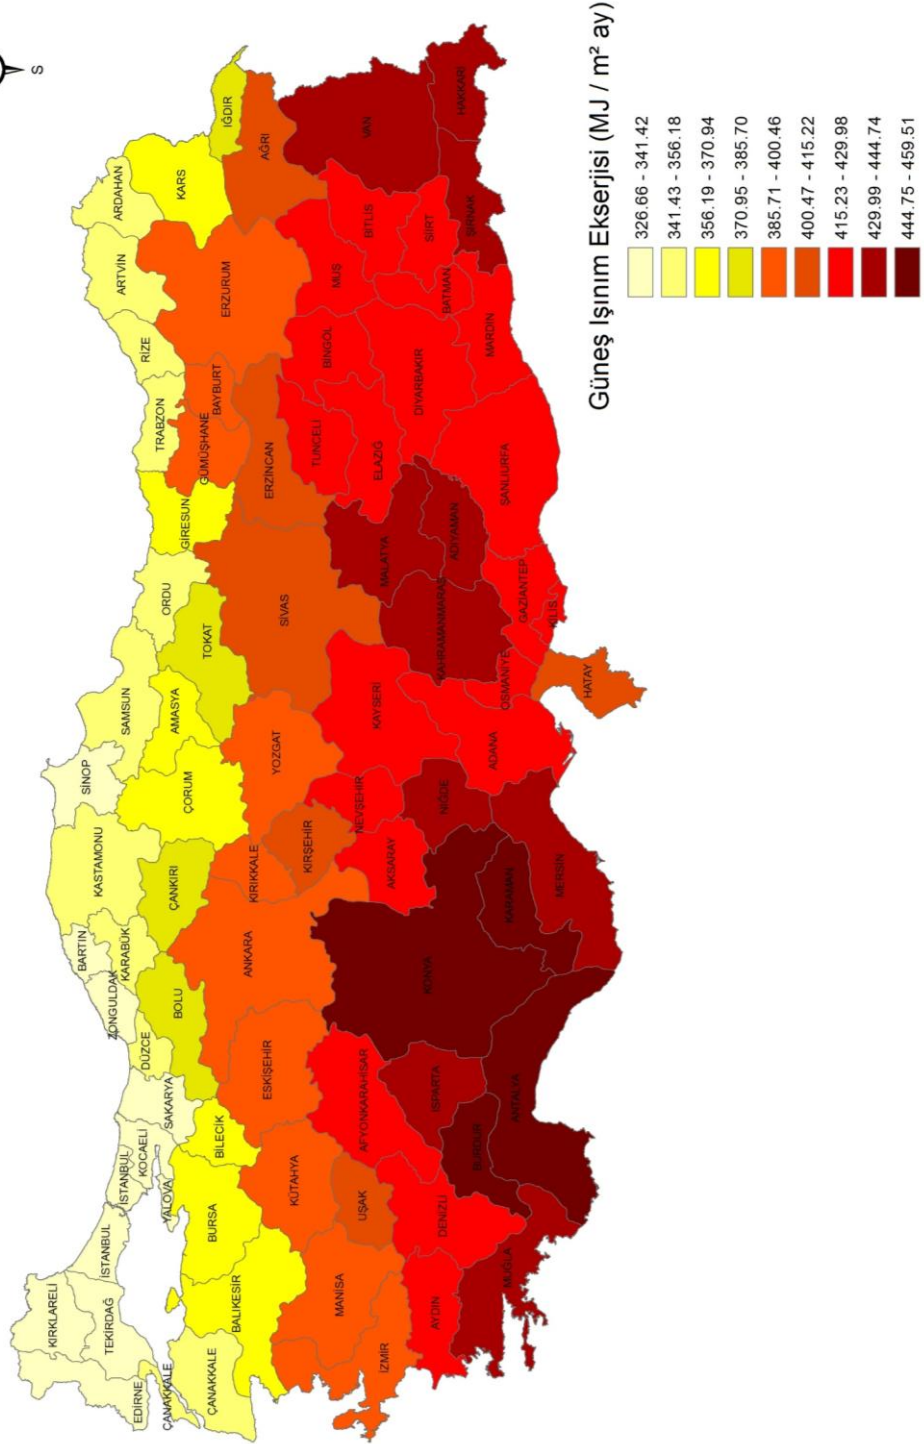 S
KIRKLARELİ
EDİRNE
TEKİRDAĞ
İSTANBUL
İSTANBUL
KOCAELİ
YALOVA
SAKARYA
DÜZCE
ZONGULDAK
BARTIN
KARABÜK
KASTAMONU
SİNOP
SAMSUN
ORDU
GİRESUN
TRABZON
RİZE
ARTVİN
ARDAHAN
ÇANAKKALE
ÇANAKKALE
BALIKESİR
BURSA
BİLECİK
BOLU
ÇANKIRI
ÇORUM
AMASYA
TOKAT
GÜMÜŞHANE
BAYBURT
ERZURUM
KARS
IĞDIR
AĞRI
MANİSA
İZMİR
KÜTAHYA
UŞAK
ESKİŞEHİR
ANKARA
KIRIKKALE
KIRŞEHİR
YOZGAT
SİVAS
ERZİNCAN
TUNCELİ
BİNGÖL
MUŞ
BİTLİS
VAN
AYDIN
DENİZLİ
AFYONKARAHİSAR
ISPARTA
KONYA
AKSARAY
NEVŞEHİR
NİĞDE
KAYSERİ
MALATYA
ELAZIĞ
DİYARBAKIR
BATMAN
SİİRT
ŞIRNAK
HAKKARİ
MUĞLA
BURDUR
ANTALYA
KARAMAN
MERSİN
ADANA
OSMANİYE
KAHRAMANMARAŞ
ADIYAMAN
GAZİANTEP
KİLİS
HATAY
ŞANLIURFA
MARDİN
Güneş Işınım Ekserjisi (MJ / m² ay)
326.66 - 341.42
341.43 - 356.18
356.19 - 370.94
370.95 - 385.70
385.71 - 400.46
400.47 - 415.22
415.23 - 429.98
429.99 - 444.74
444.75 - 459.51